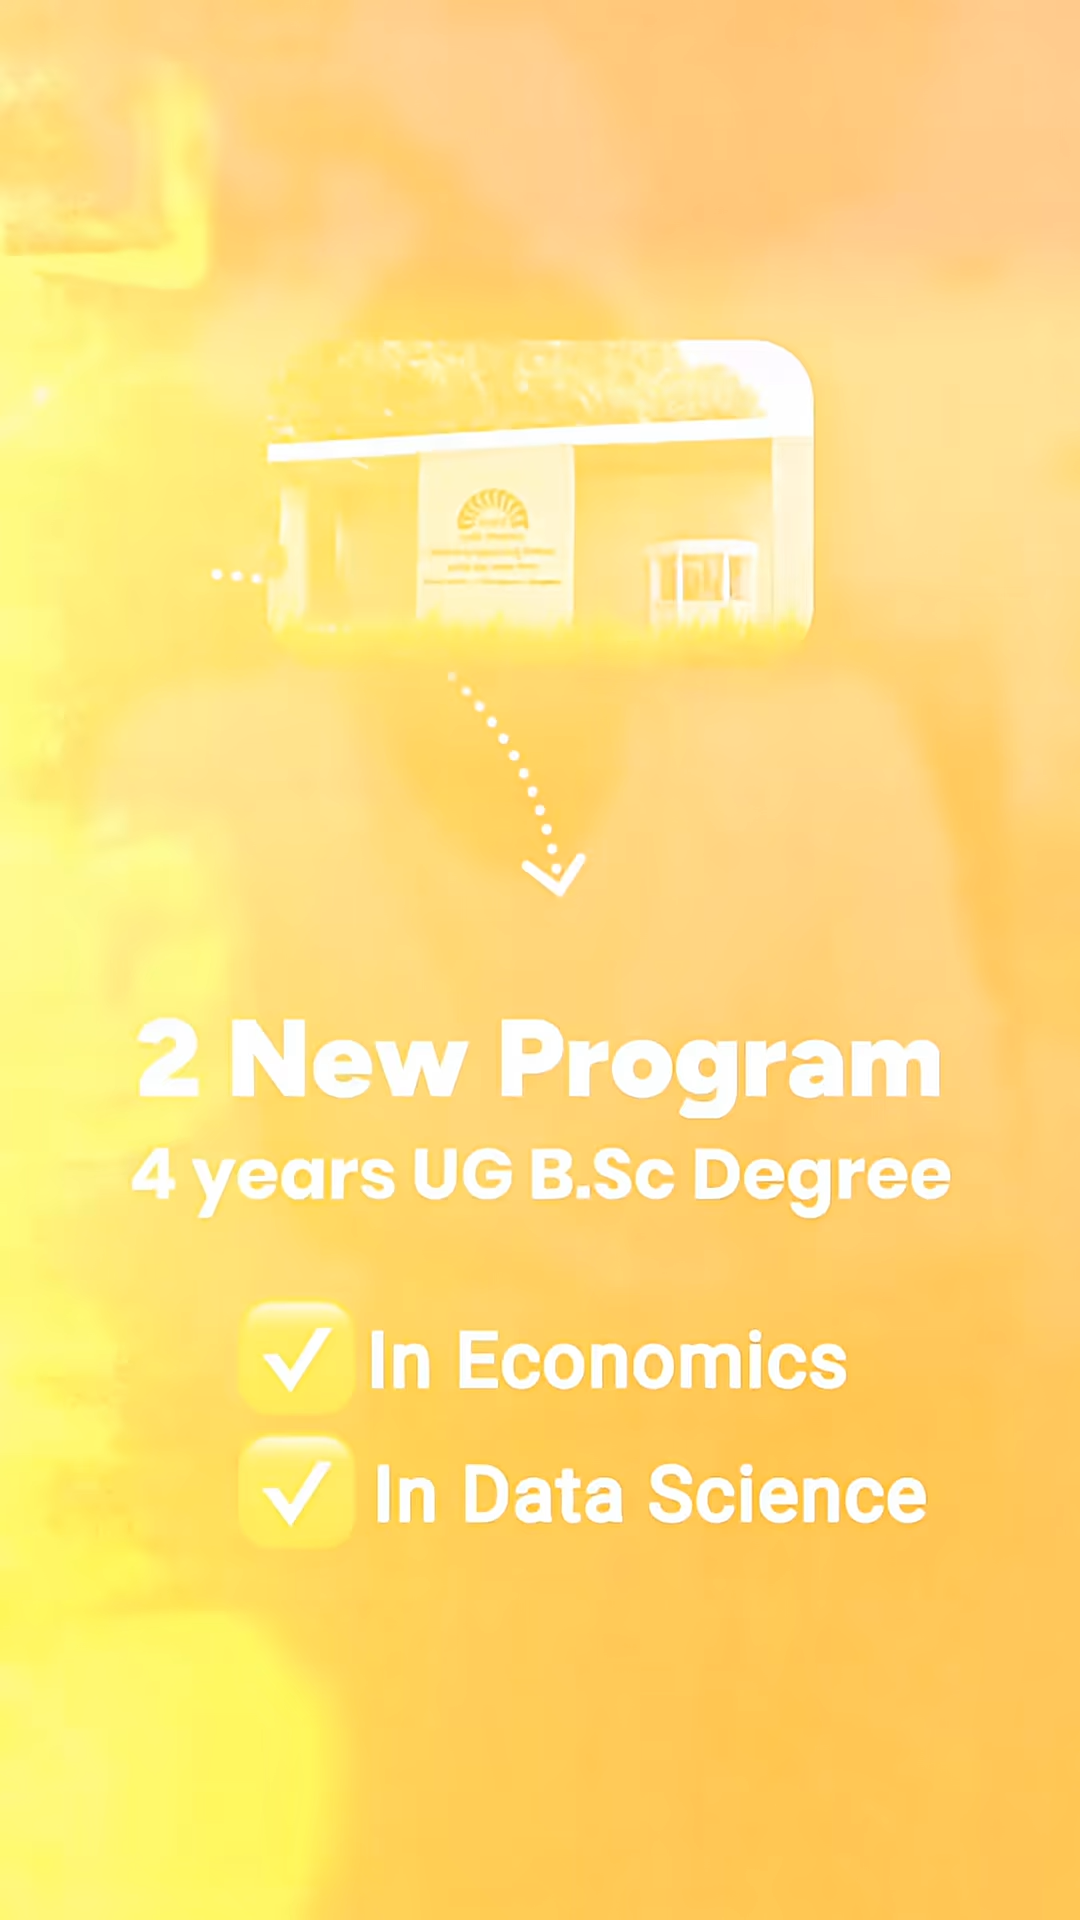 2 New Program
4 years UG B.Sc Degree
✅ In Economics
✅ In Data Science